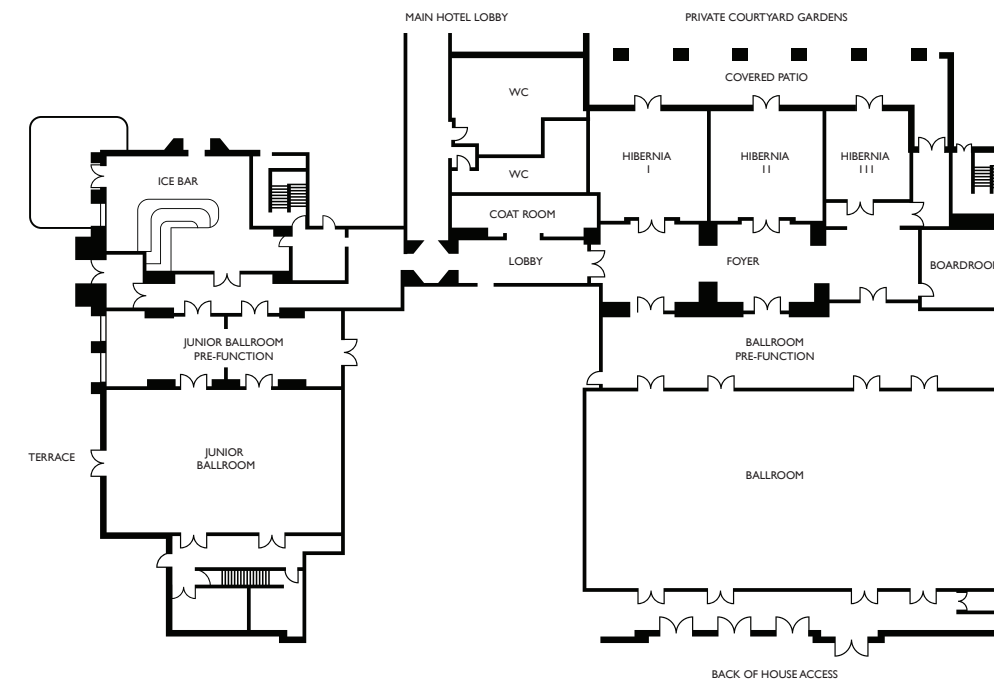 MAIN HOTEL LOBBY
PRIVATE COURTYARD GARDENS
COVERED PATIO
WC
HIBERNIA
I
HIBERNIA
II
HIBERNIA
III
ICE BAR
WC
COAT ROOM
LOBBY
FOYER
BOARDROOM
JUNIOR BALLROOM
PRE-FUNCTION
BALLROOM
PRE-FUNCTION
TERRACE
JUNIOR
BALLROOM
BALLROOM
BACK OF HOUSE ACCESS